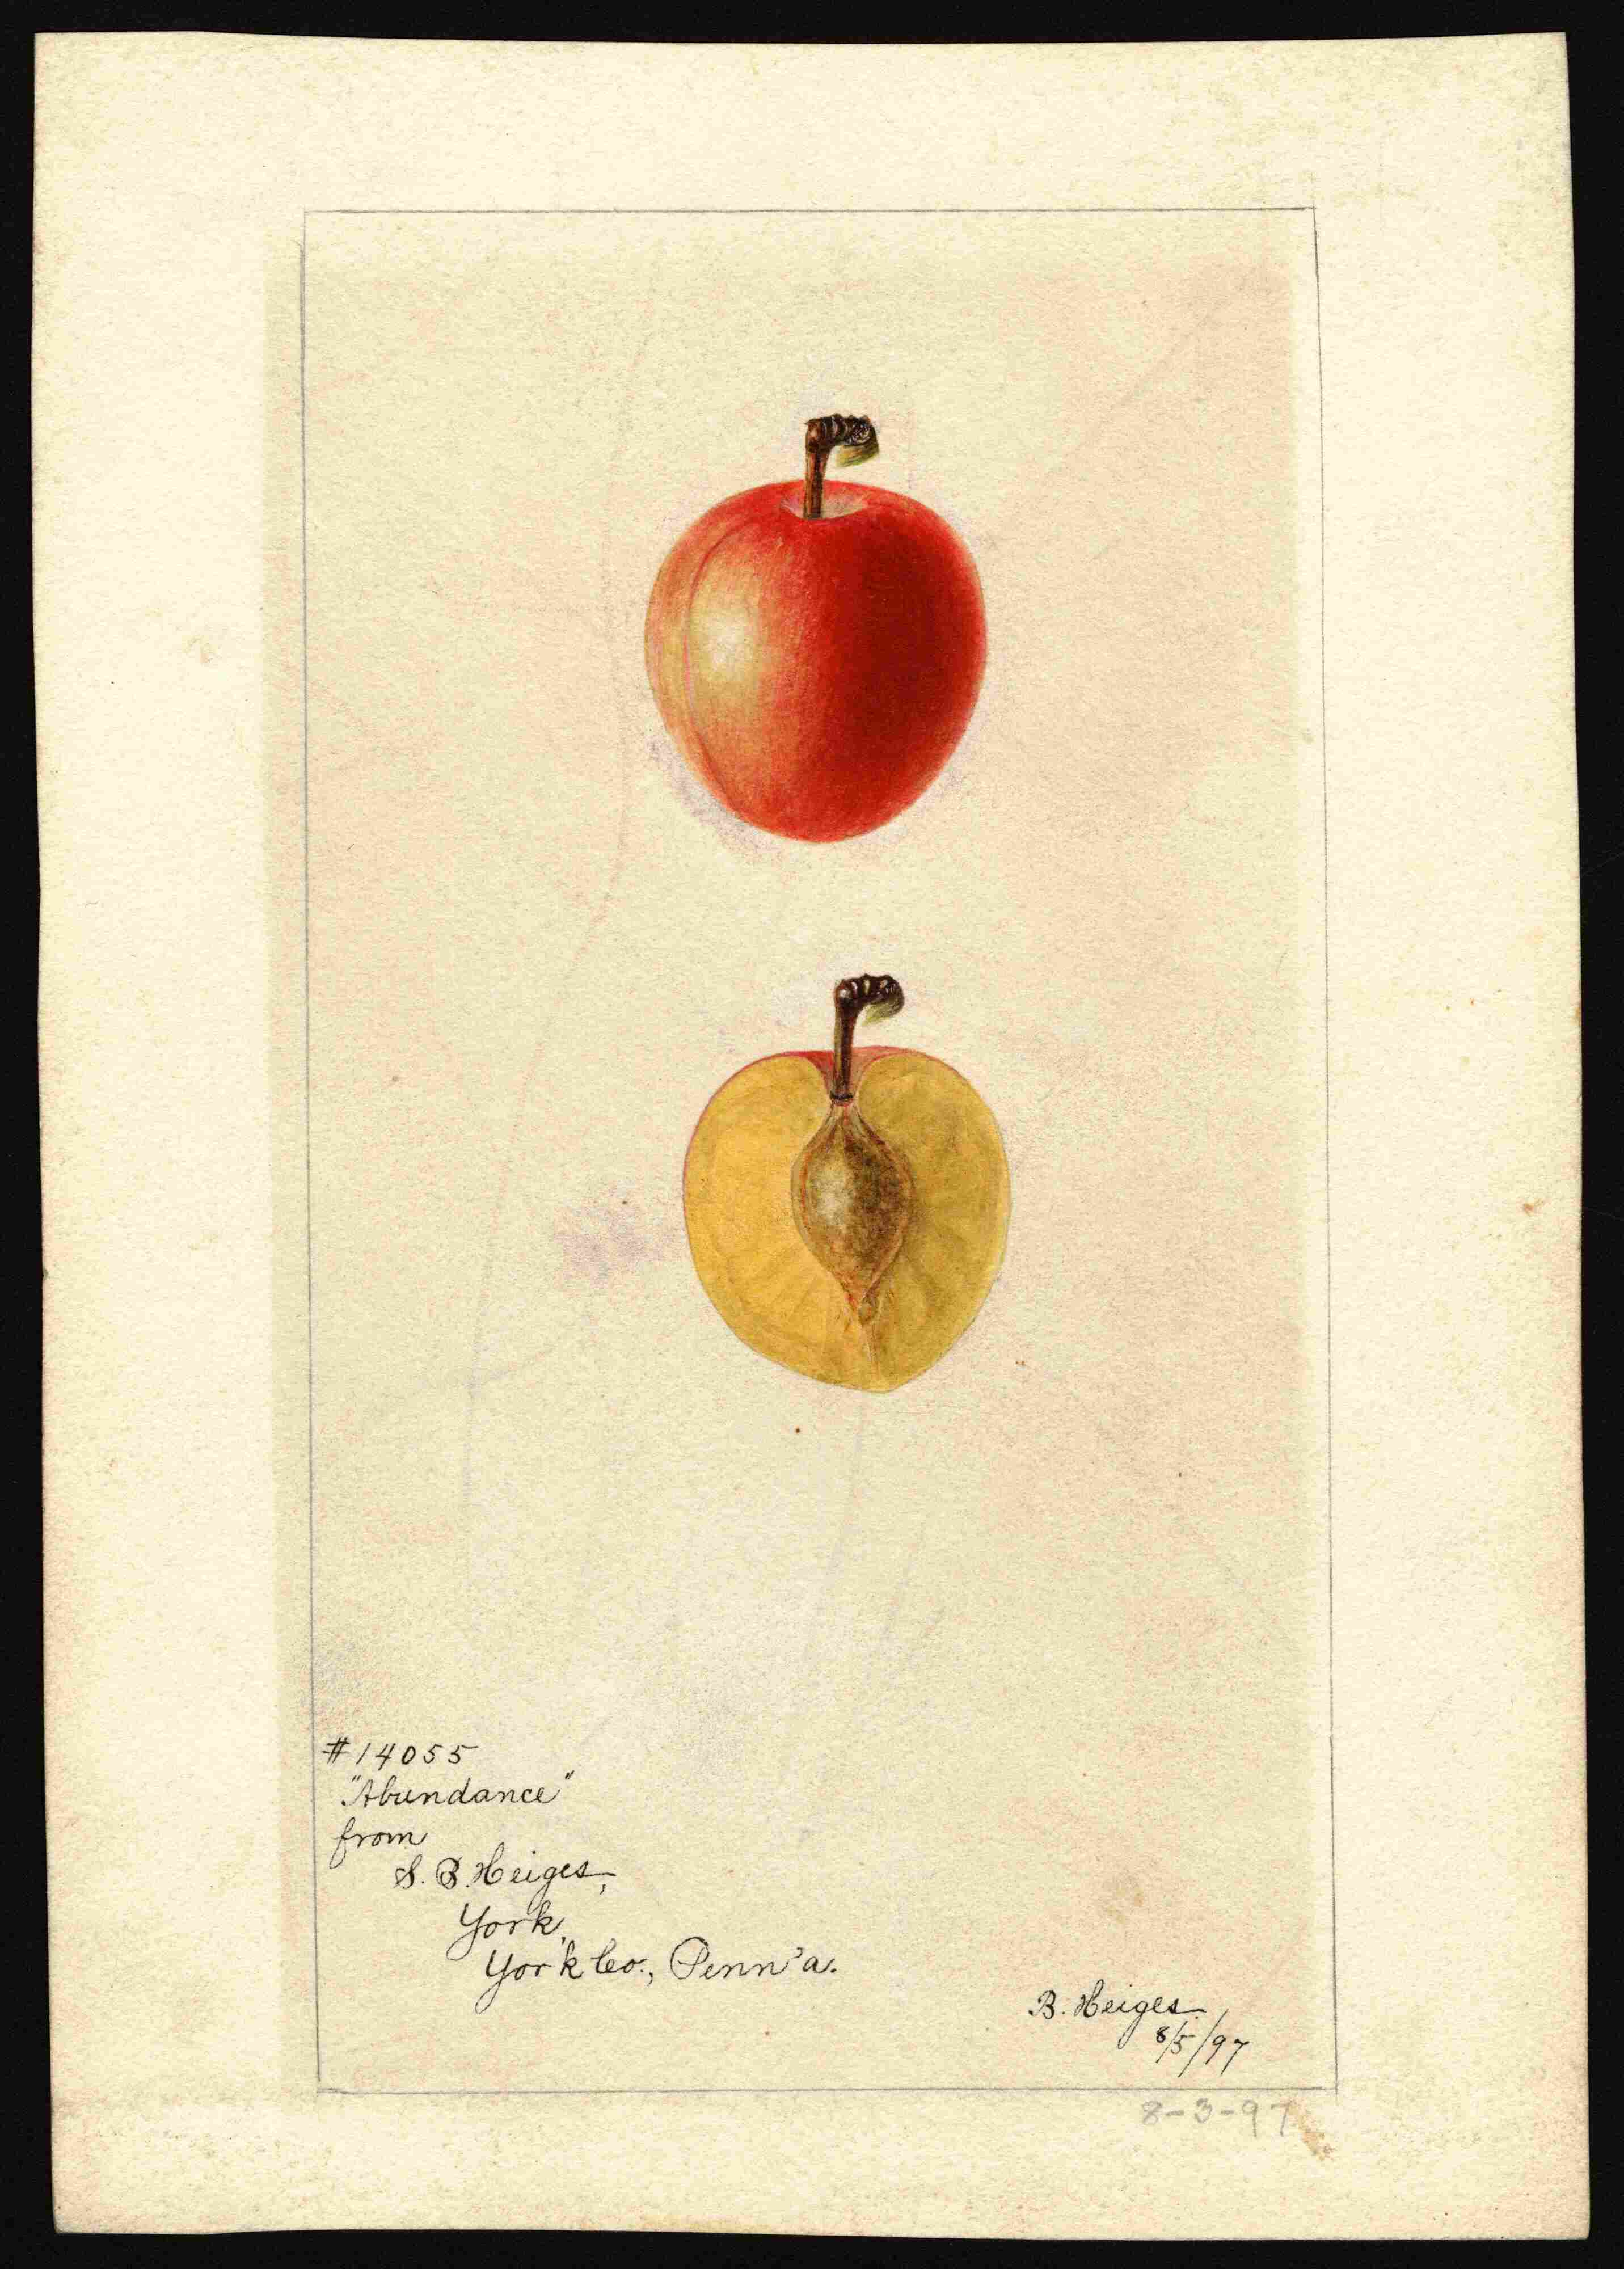 #14055
"Abundance"
from
S. B. Heiges,
York,
York Co., Penn'a.
B. Heiges.
8/5/97
8-3-97